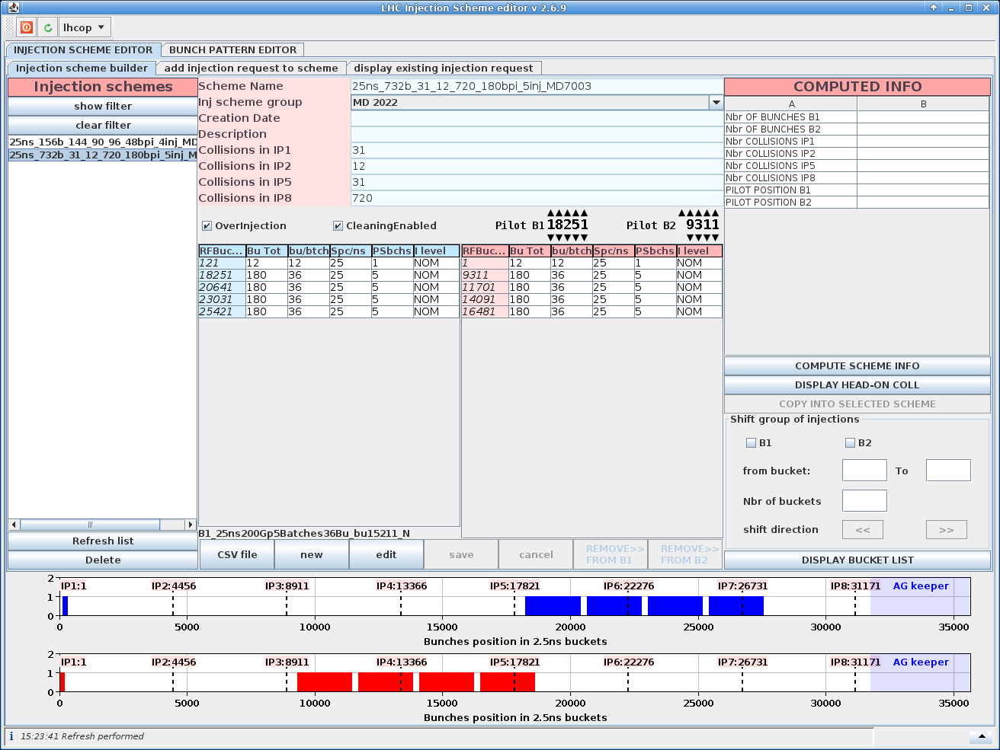 LHC Injection Scheme editor v 2.6.9
lhcop
INJECTION SCHEME EDITOR BUNCH PATTERN EDITOR
Injection scheme builder add injection request to scheme display existing injection request
Injection schemes
show filter
clear filter
25ns_156b_144_90_96_48bpi_4inj_MD
25ns_732b_31_12_720_180bpi_5inj_M
Refresh list
Delete
Scheme Name 25ns_732b_31_12_720_180bpi_5inj_MD7003
Inj scheme group MD 2022
Creation Date
Description
Collisions in IP1 31
Collisions in IP2 12
Collisions in IP5 31
Collisions in IP8 720
OverInjection CleaningEnabled Pilot B1 18251 Pilot B2 9311
RFBuc... Bu Tot bu/btch Spc/ns PSbchs I level
121 12 12 25 1 NOM
18251 180 36 25 5 NOM
20641 180 36 25 5 NOM
23031 180 36 25 5 NOM
25421 180 36 25 5 NOM
RFBuc... Bu Tot bu/btch Spc/ns PSbchs I level
1 12 12 25 1 NOM
9311 180 36 25 5 NOM
11701 180 36 25 5 NOM
14091 180 36 25 5 NOM
16481 180 36 25 5 NOM
B1_25ns200Gp5Batches36Bu_bu15211_N
CSV file new edit save cancel REMOVE>> FROM B1 REMOVE>> FROM B2
COMPUTED INFO
A B
Nbr OF BUNCHES B1
Nbr OF BUNCHES B2
Nbr COLLISIONS IP1
Nbr COLLISIONS IP2
Nbr COLLISIONS IP5
Nbr COLLISIONS IP8
PILOT POSITION B1
PILOT POSITION B2
COMPUTE SCHEME INFO
DISPLAY HEAD-ON COLL
COPY INTO SELECTED SCHEME
Shift group of injections
B1 B2
from bucket: To
Nbr of buckets
shift direction << >>
DISPLAY BUCKET LIST
2
IP1:1 IP2:4456 IP3:8911 IP4:13366 IP5:17821 IP6:22276 IP7:26731 IP8:31171 AG keeper
1
0
0 5000 10000 15000 20000 25000 30000 35000
Bunches position in 2.5ns buckets
2
IP1:1 IP2:4456 IP3:8911 IP4:13366 IP5:17821 IP6:22276 IP7:26731 IP8:31171 AG keeper
1
0
0 5000 10000 15000 20000 25000 30000 35000
Bunches position in 2.5ns buckets
15:23:41 Refresh performed